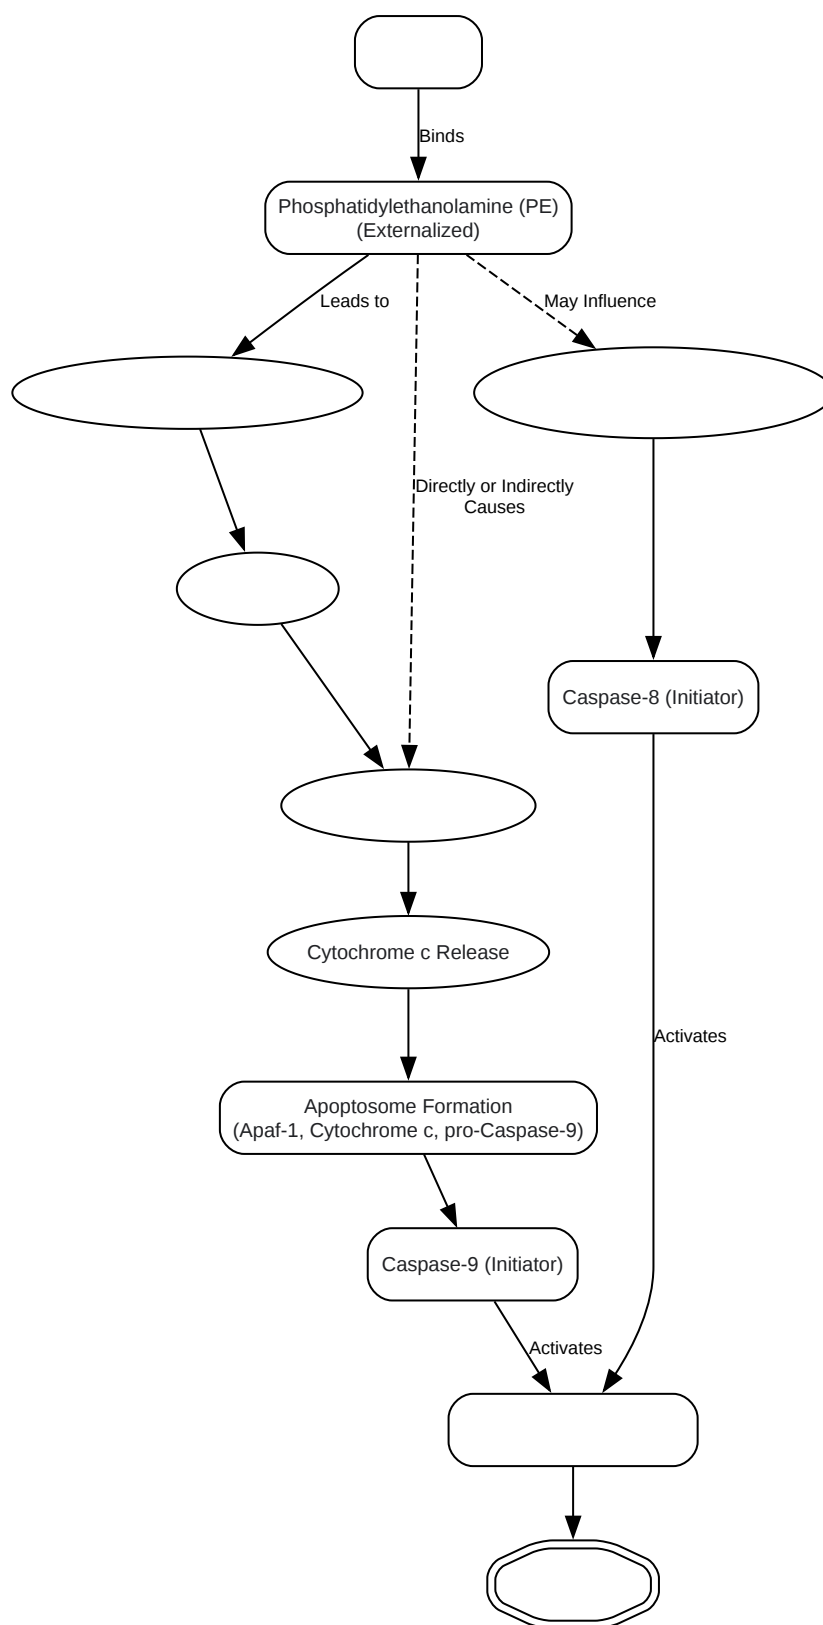 Binds
Phosphatidylethanolamine (PE)
(Externalized)
Leads to
May Influence
Directly or Indirectly
Causes
Caspase-8 (Initiator)
Cytochrome c Release
Activates
Apoptosome Formation
(Apaf-1, Cytochrome c, pro-Caspase-9)
Caspase-9 (Initiator)
Activates